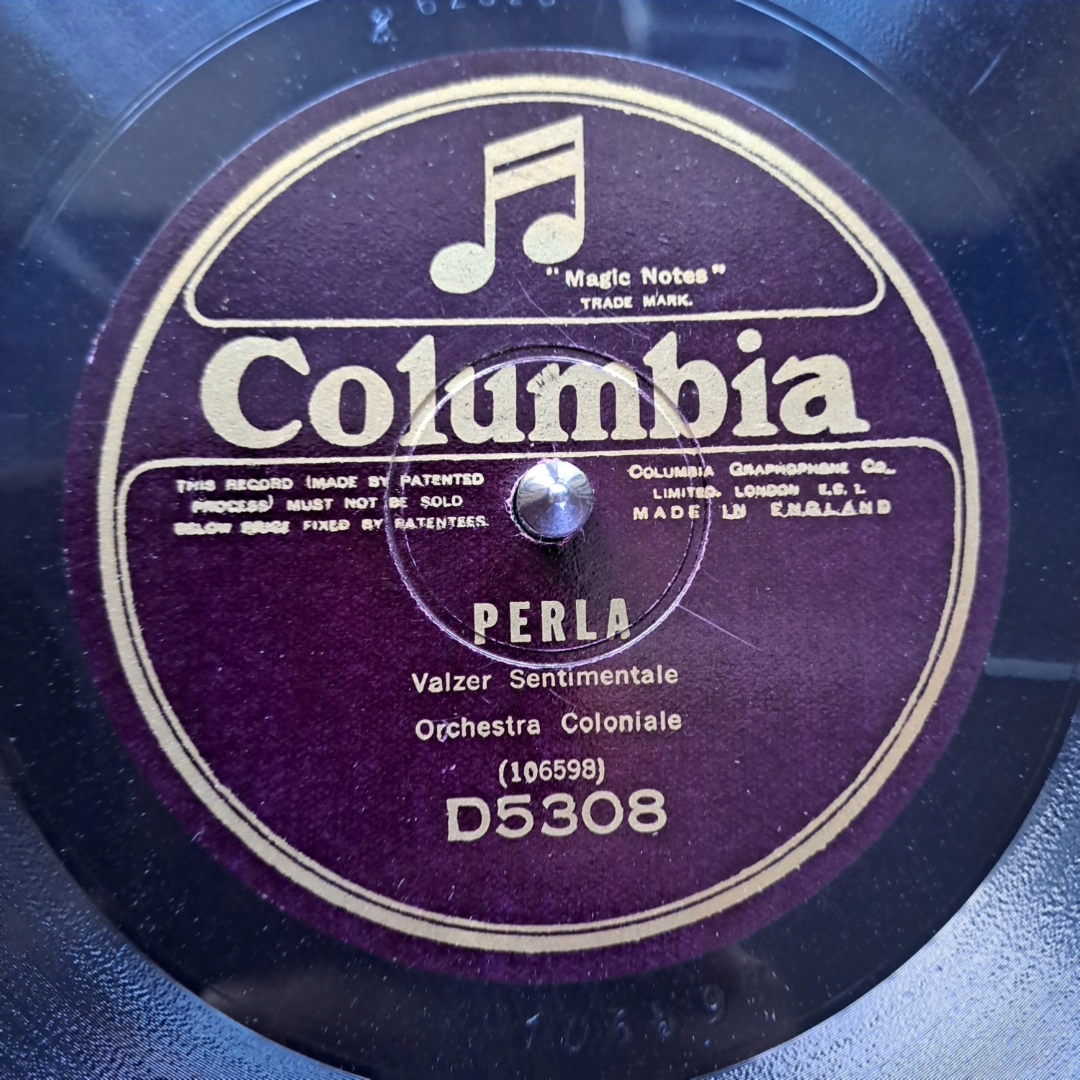 "Magic Notes"
TRADE MARK.
Columbia
THIS RECORD (MADE BY PATENTED
PROCESS) MUST NOT BE SOLD
BELOW PRICE FIXED BY PATENTEES.
COLUMBIA GRAPHOPHONE CO.,
LIMITED. LONDON E.C. 1.
MADE IN ENGLAND
PERLA
Valzer Sentimentale
Orchestra Coloniale
(106598)
D5308